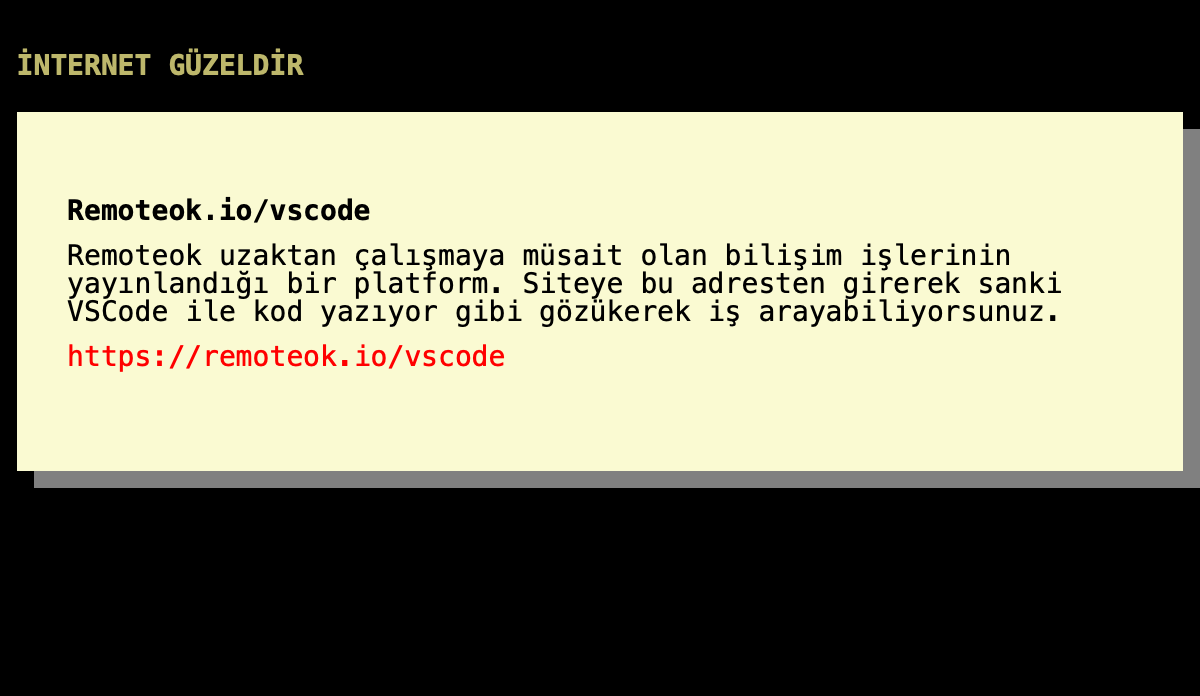 İNTERNET GÜZELDİR
Remoteok.io/vscode
Remoteok uzaktan çalışmaya müsait olan bilişim işlerinin
yayınlandığı bir platform. Siteye bu adresten girerek sanki
VSCode ile kod yazıyor gibi gözükerek iş arayabiliyorsunuz.
https://remoteok.io/vscode